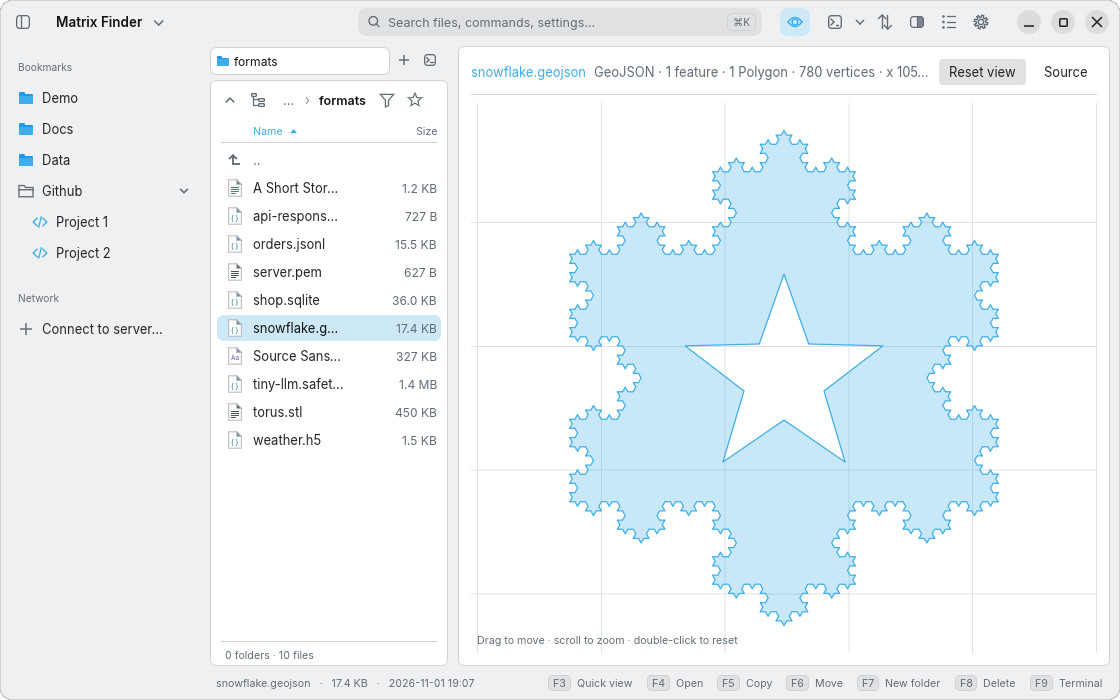 Matrix Finder
Search files, commands, settings...
⌘K
Bookmarks
Demo
Docs
Data
Github
Project 1
Project 2
Network
Connect to server...
formats
... › formats
Name Size
..
A Short Stor... 1.2 KB
api-respons... 727 B
orders.jsonl 15.5 KB
server.pem 627 B
shop.sqlite 36.0 KB
snowflake.g... 17.4 KB
Source Sans... 327 KB
tiny-llm.safet... 1.4 MB
torus.stl 450 KB
weather.h5 1.5 KB
0 folders · 10 files
snowflake.geojson GeoJSON · 1 feature · 1 Polygon · 780 vertices · x 105...
Reset view
Source
Drag to move · scroll to zoom · double-click to reset
snowflake.geojson · 17.4 KB · 2026-11-01 19:07
F3 Quick view F4 Open F5 Copy F6 Move F7 New folder F8 Delete F9 Terminal